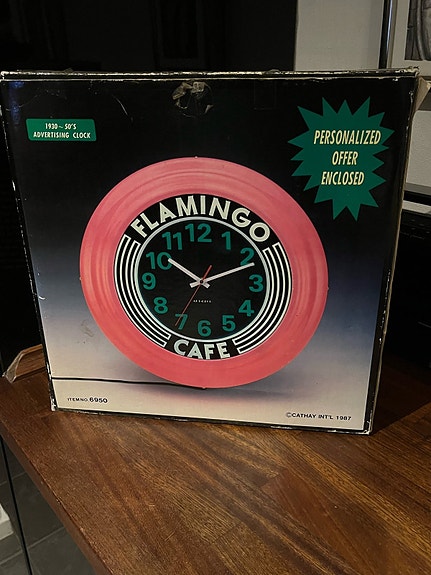 1930~50'S
ADVERTISING CLOCK
PERSONALIZED
OFFER
ENCLOSED
FLAMINGO
12
11 1
10 2
9 3
8 4
7 6 5
CAFE
ITEM NO. 6950
©CATHAY INT'L 1987